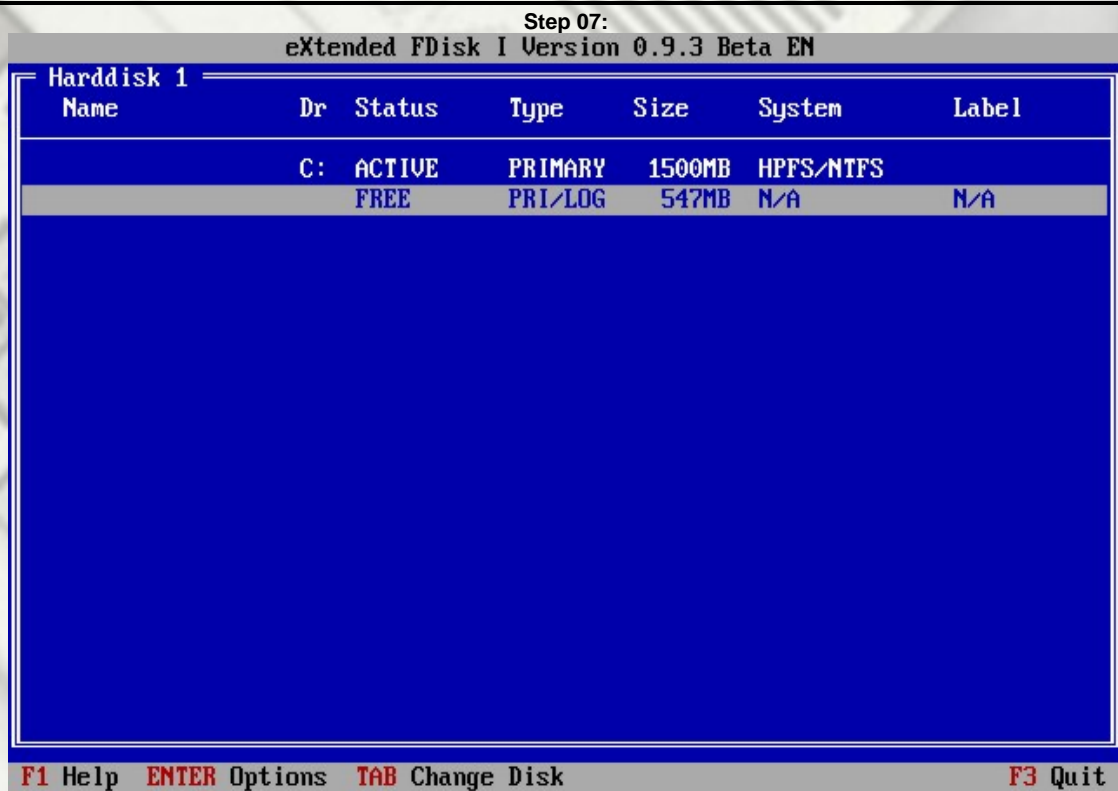 Step 07:
eXtended FDisk I Version 0.9.3 Beta EN
Harddisk 1
Name Dr Status Type Size System Label
C: ACTIVE PRIMARY 1500MB HPFS/NTFS
FREE PRI/LOG 547MB N/A N/A
F1 Help ENTER Options TAB Change Disk F3 Quit